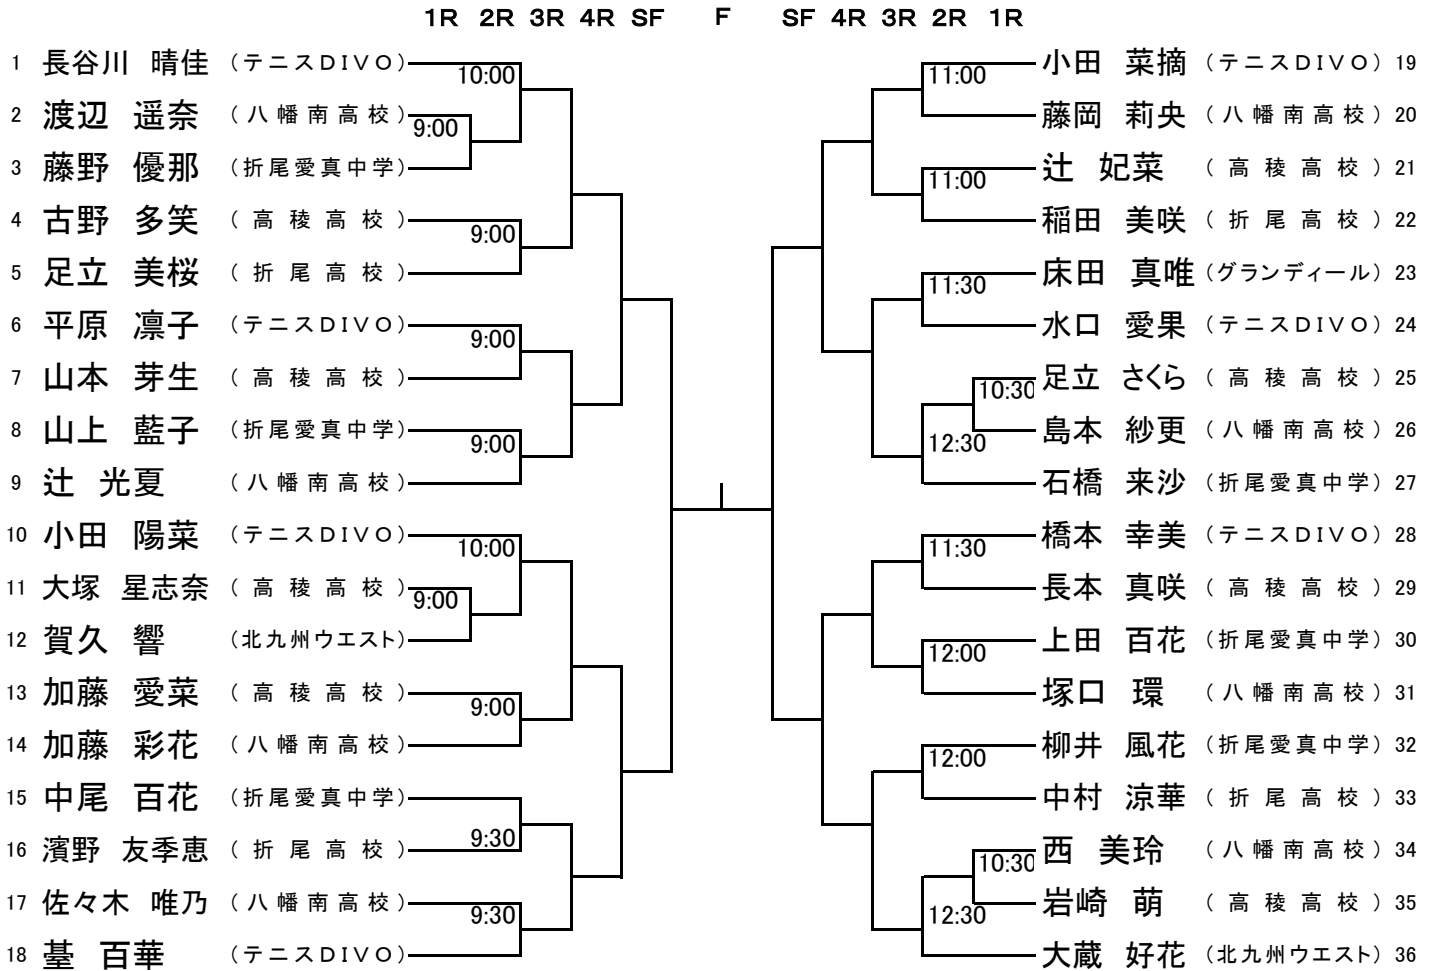 1R 2R 3R 4R SF F SF 4R 3R 2R 1R
1 長谷川 晴佳 (テニスDIVO)
10:00
2 渡辺 遥奈 (八幡南高校)
9:00
3 藤野 優那 (折尾愛真中学)
4 古野 多笑 (高稜高校)
9:00
5 足立 美桜 (折尾高校)
6 平原 凛子 (テニスDIVO)
9:00
7 山本 芽生 (高稜高校)
8 山上 藍子 (折尾愛真中学)
9:00
9 辻 光夏 (八幡南高校)
10 小田 陽菜 (テニスDIVO)
10:00
11 大塚 星志奈 (高稜高校)
9:00
12 賀久 響 (北九州ウエスト)
13 加藤 愛菜 (高稜高校)
9:00
14 加藤 彩花 (八幡南高校)
15 中尾 百花 (折尾愛真中学)
9:30
16 濱野 友季恵 (折尾高校)
17 佐々木 唯乃 (八幡南高校)
9:30
18 基 百華 (テニスDIVO)
小田 菜摘 (テニスDIVO) 19
11:00
藤岡 莉央 (八幡南高校) 20
辻 妃菜 (高稜高校) 21
11:00
稲田 美咲 (折尾高校) 22
床田 真唯 (グランディール) 23
11:30
水口 愛果 (テニスDIVO) 24
足立 さくら (高稜高校) 25
10:30
島本 紗更 (八幡南高校) 26
12:30
石橋 来沙 (折尾愛真中学) 27
橋本 幸美 (テニスDIVO) 28
11:30
長本 真咲 (高稜高校) 29
上田 百花 (折尾愛真中学) 30
12:00
塚口 環 (八幡南高校) 31
柳井 風花 (折尾愛真中学) 32
12:00
中村 涼華 (折尾高校) 33
西 美玲 (八幡南高校) 34
10:30
岩崎 萌 (高稜高校) 35
12:30
大蔵 好花 (北九州ウエスト) 36